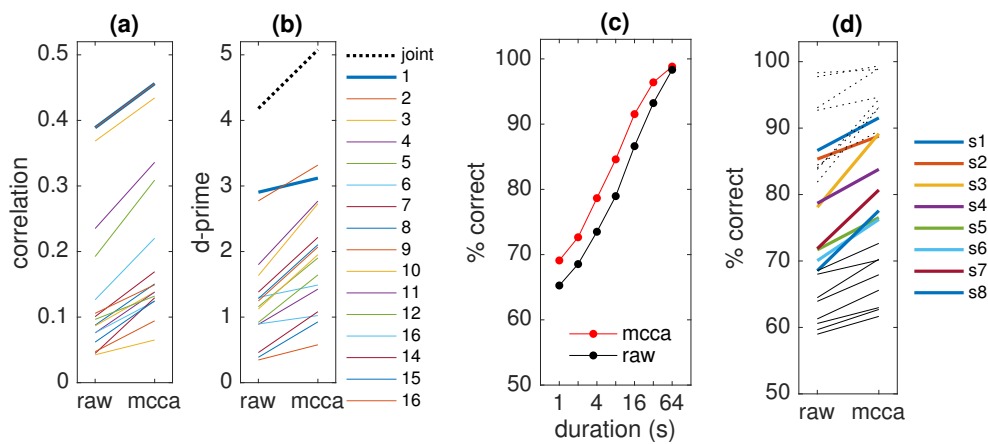 (a)
correlation
0.5
0.4
0.3
0.2
0.1
0
raw mcca
(b)
d-prime
5
4
3
2
1
0
raw mcca
joint
1
2
3
4
5
6
7
8
9
10
11
12
16
14
15
16
(c)
% correct
100
90
80
70
60
50
mcca
raw
1 4 16 64
duration (s)
(d)
% correct
100
90
80
70
60
50
raw mcca
s1
s2
s3
s4
s5
s6
s7
s8